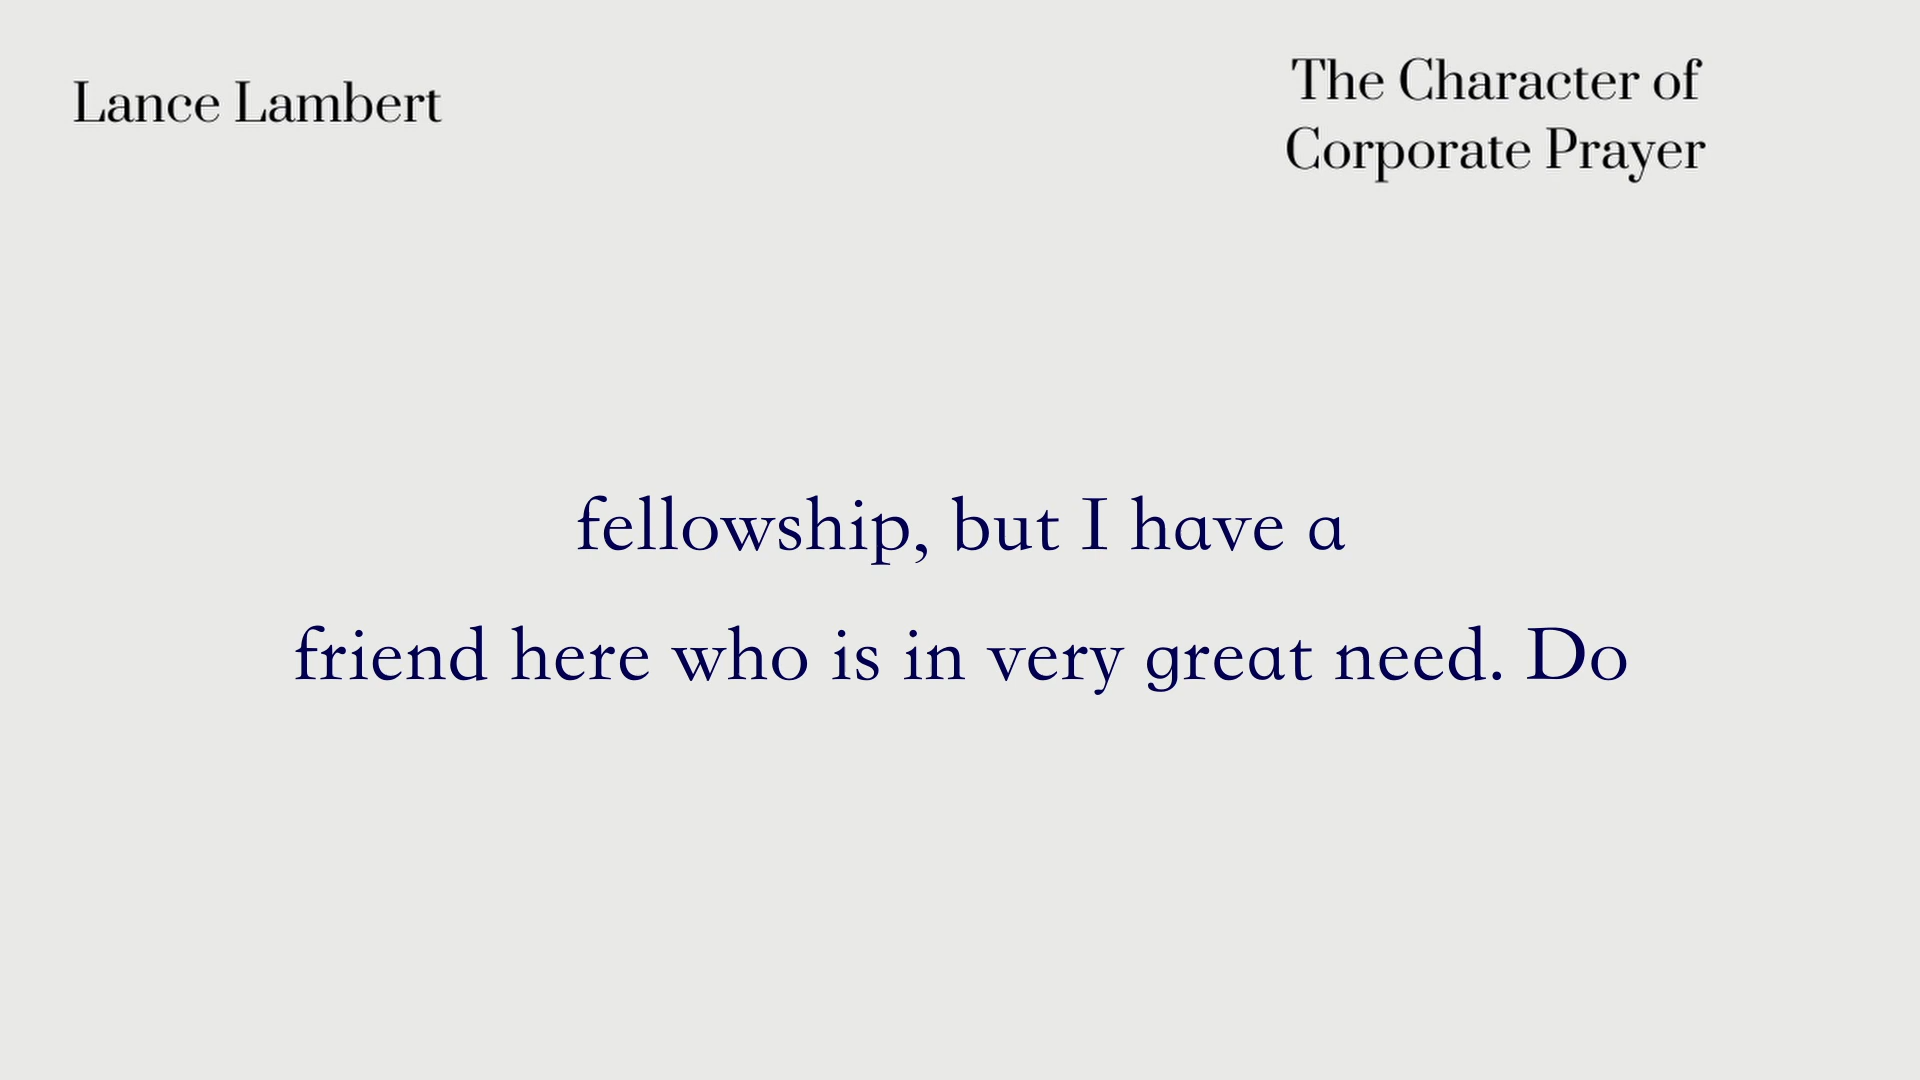 Lance Lambert
The Character of
Corporate Prayer
fellowship, but I have a
friend here who is in very great need. Do